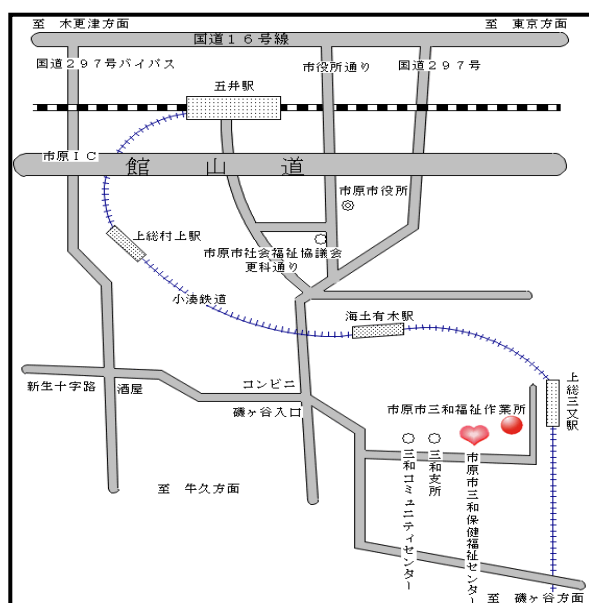 至 木更津方面
至 東京方面
国道16号線
国道297号バイパス
市役所通り
国道297号
五井駅
市原IC
館山道
市原市役所
上総村上駅
市原市社会福祉協議会
更科通り
小湊鉄道
海士有木駅
新生十字路
酒屋
コンビニ
磯ヶ谷入口
上総三又駅
市原市三和福祉作業所
三和コミュニティセンター
三和支所
市原市三和保健福祉センター
至 牛久方面
至 磯ヶ谷方面